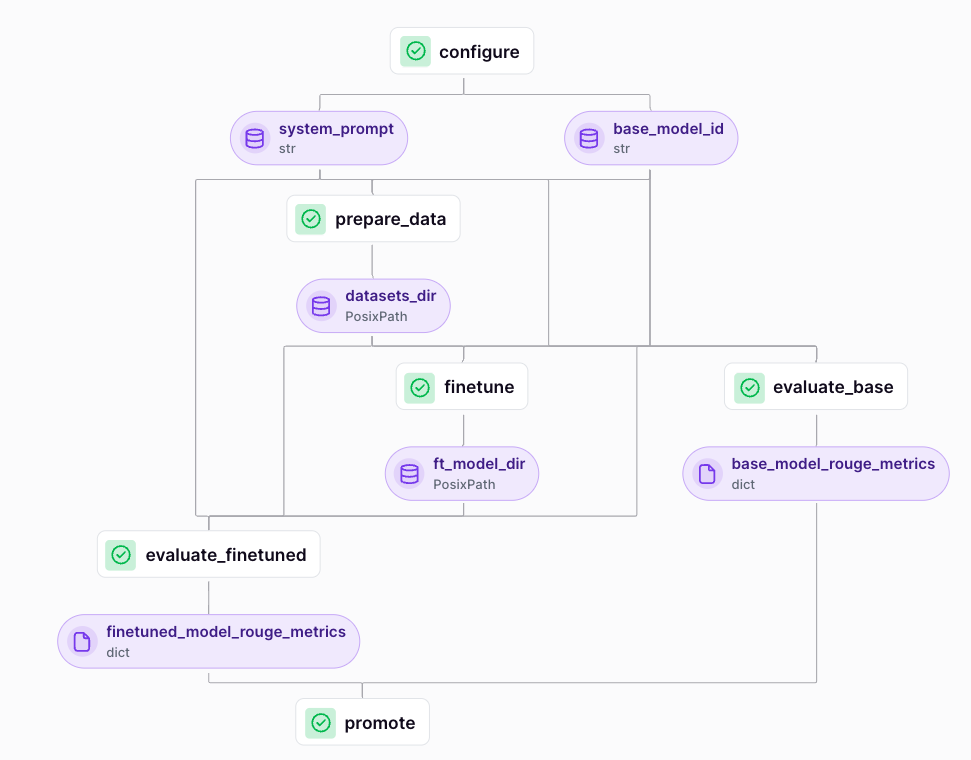 configure
system_prompt
str
base_model_id
str
prepare_data
datasets_dir
PosixPath
finetune
evaluate_base
ft_model_dir
PosixPath
base_model_rouge_metrics
dict
evaluate_finetuned
finetuned_model_rouge_metrics
dict
promote